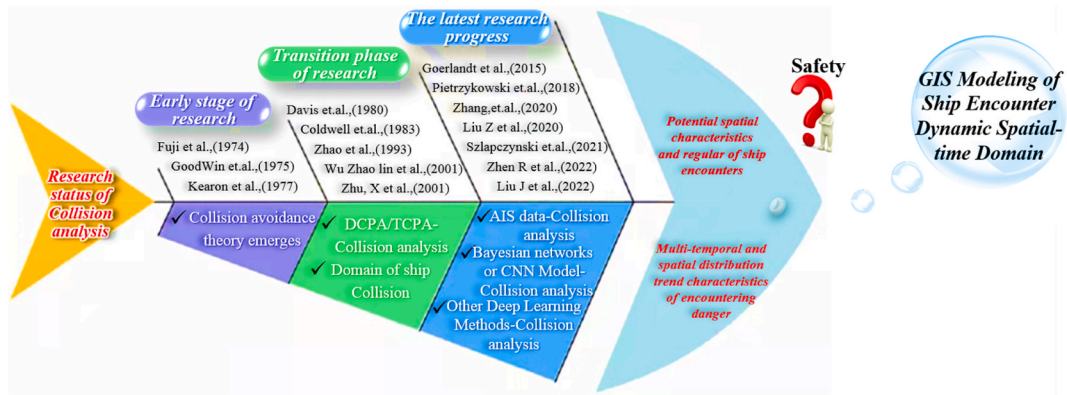 Research
status of
Collision
analysis
Early stage of
research
Fuji et al.,(1974)
GoodWin et.al.,(1975)
Kearon et al.,(1977)
Collision avoidance
theory emerges
Transition phase
of research
Davis et.al.,(1980)
Coldwell et.al.,(1983)
Zhao et al.,(1993)
Wu Zhao lin et al.,(2001)
Zhu, X et al.,(2001)
DCPA/TCPA-
Collision analysis
Domain of ship
Collision
The latest research
progress
Goerlandt et al.,(2015)
Pietrzykowski et al.,(2018)
Zhang,et.al.,(2020)
Liu Z et al.,(2020)
Szlapczynski et.al.,(2021)
Zhen R et al.,(2022)
Liu J et al.,(2022)
AIS data-Collision
analysis
Bayesian networks
or CNN Model-
Collision analysis
Other Deep Learning
Methods-Collision
analysis
Potential spatial
characteristics
and regular of ship
encounters
Multi-temporal and
spatial distribution
trend characteristics
of encountering
danger
Safety
GIS Modeling of
Ship Encounter
Dynamic Spatial-
time Domain